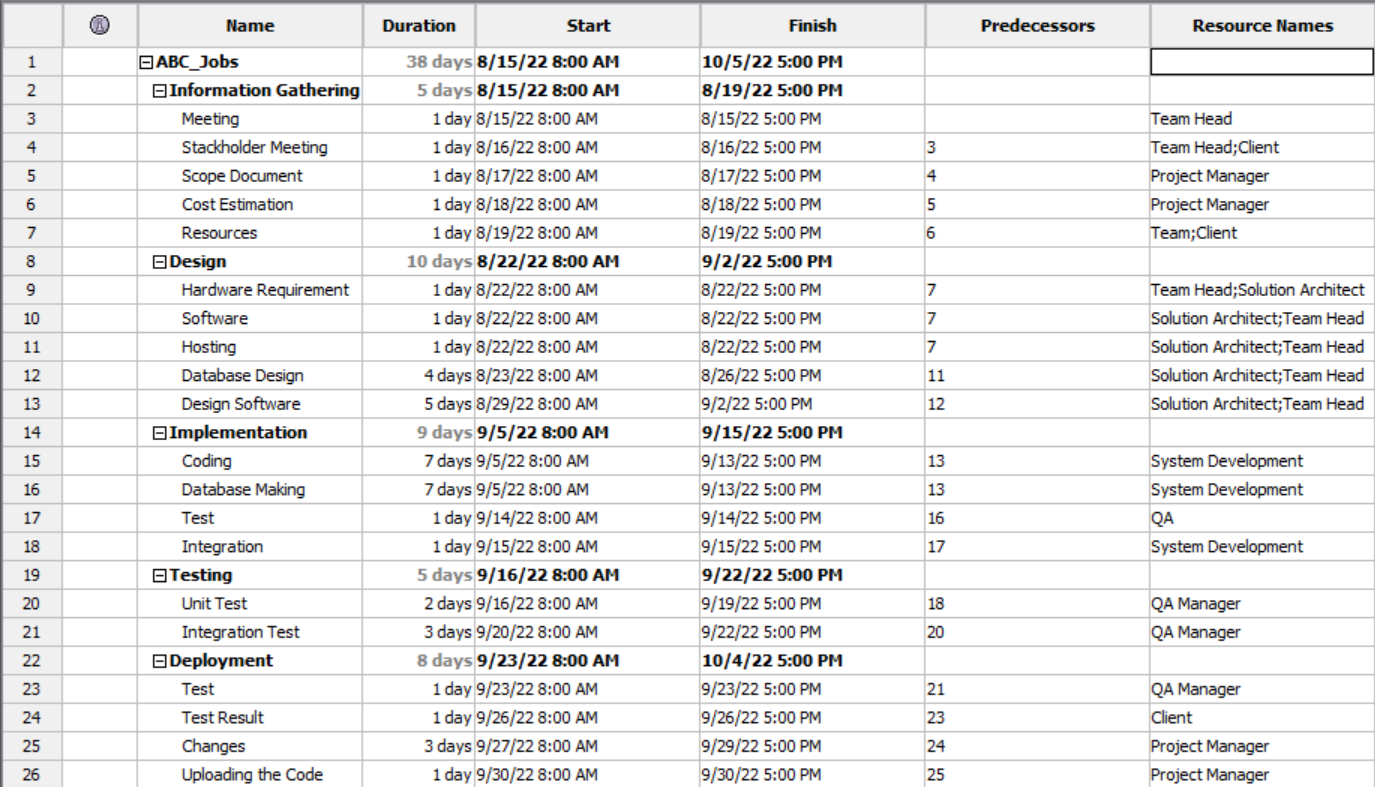 Name Duration Start Finish Predecessors Resource Names
1 ABC_Jobs 38 days 8/15/22 8:00 AM 10/5/22 5:00 PM
2 Information Gathering 5 days 8/15/22 8:00 AM 8/19/22 5:00 PM
3 Meeting 1 day 8/15/22 8:00 AM 8/15/22 5:00 PM Team Head
4 Stackholder Meeting 1 day 8/16/22 8:00 AM 8/16/22 5:00 PM 3 Team Head;Client
5 Scope Document 1 day 8/17/22 8:00 AM 8/17/22 5:00 PM 4 Project Manager
6 Cost Estimation 1 day 8/18/22 8:00 AM 8/18/22 5:00 PM 5 Project Manager
7 Resources 1 day 8/19/22 8:00 AM 8/19/22 5:00 PM 6 Team;Client
8 Design 10 days 8/22/22 8:00 AM 9/2/22 5:00 PM
9 Hardware Requirement 1 day 8/22/22 8:00 AM 8/22/22 5:00 PM 7 Team Head;Solution Architect
10 Software 1 day 8/22/22 8:00 AM 8/22/22 5:00 PM 7 Solution Architect;Team Head
11 Hosting 1 day 8/22/22 8:00 AM 8/22/22 5:00 PM 7 Solution Architect;Team Head
12 Database Design 4 days 8/23/22 8:00 AM 8/26/22 5:00 PM 11 Solution Architect;Team Head
13 Design Software 5 days 8/29/22 8:00 AM 9/2/22 5:00 PM 12 Solution Architect;Team Head
14 Implementation 9 days 9/5/22 8:00 AM 9/15/22 5:00 PM
15 Coding 7 days 9/5/22 8:00 AM 9/13/22 5:00 PM 13 System Development
16 Database Making 7 days 9/5/22 8:00 AM 9/13/22 5:00 PM 13 System Development
17 Test 1 day 9/14/22 8:00 AM 9/14/22 5:00 PM 16 QA
18 Integration 1 day 9/15/22 8:00 AM 9/15/22 5:00 PM 17 System Development
19 Testing 5 days 9/16/22 8:00 AM 9/22/22 5:00 PM
20 Unit Test 2 days 9/16/22 8:00 AM 9/19/22 5:00 PM 18 QA Manager
21 Integration Test 3 days 9/20/22 8:00 AM 9/22/22 5:00 PM 20 QA Manager
22 Deployment 8 days 9/23/22 8:00 AM 10/4/22 5:00 PM
23 Test 1 day 9/23/22 8:00 AM 9/23/22 5:00 PM 21 QA Manager
24 Test Result 1 day 9/26/22 8:00 AM 9/26/22 5:00 PM 23 Client
25 Changes 3 days 9/27/22 8:00 AM 9/29/22 5:00 PM 24 Project Manager
26 Uploading the Code 1 day 9/30/22 8:00 AM 9/30/22 5:00 PM 25 Project Manager